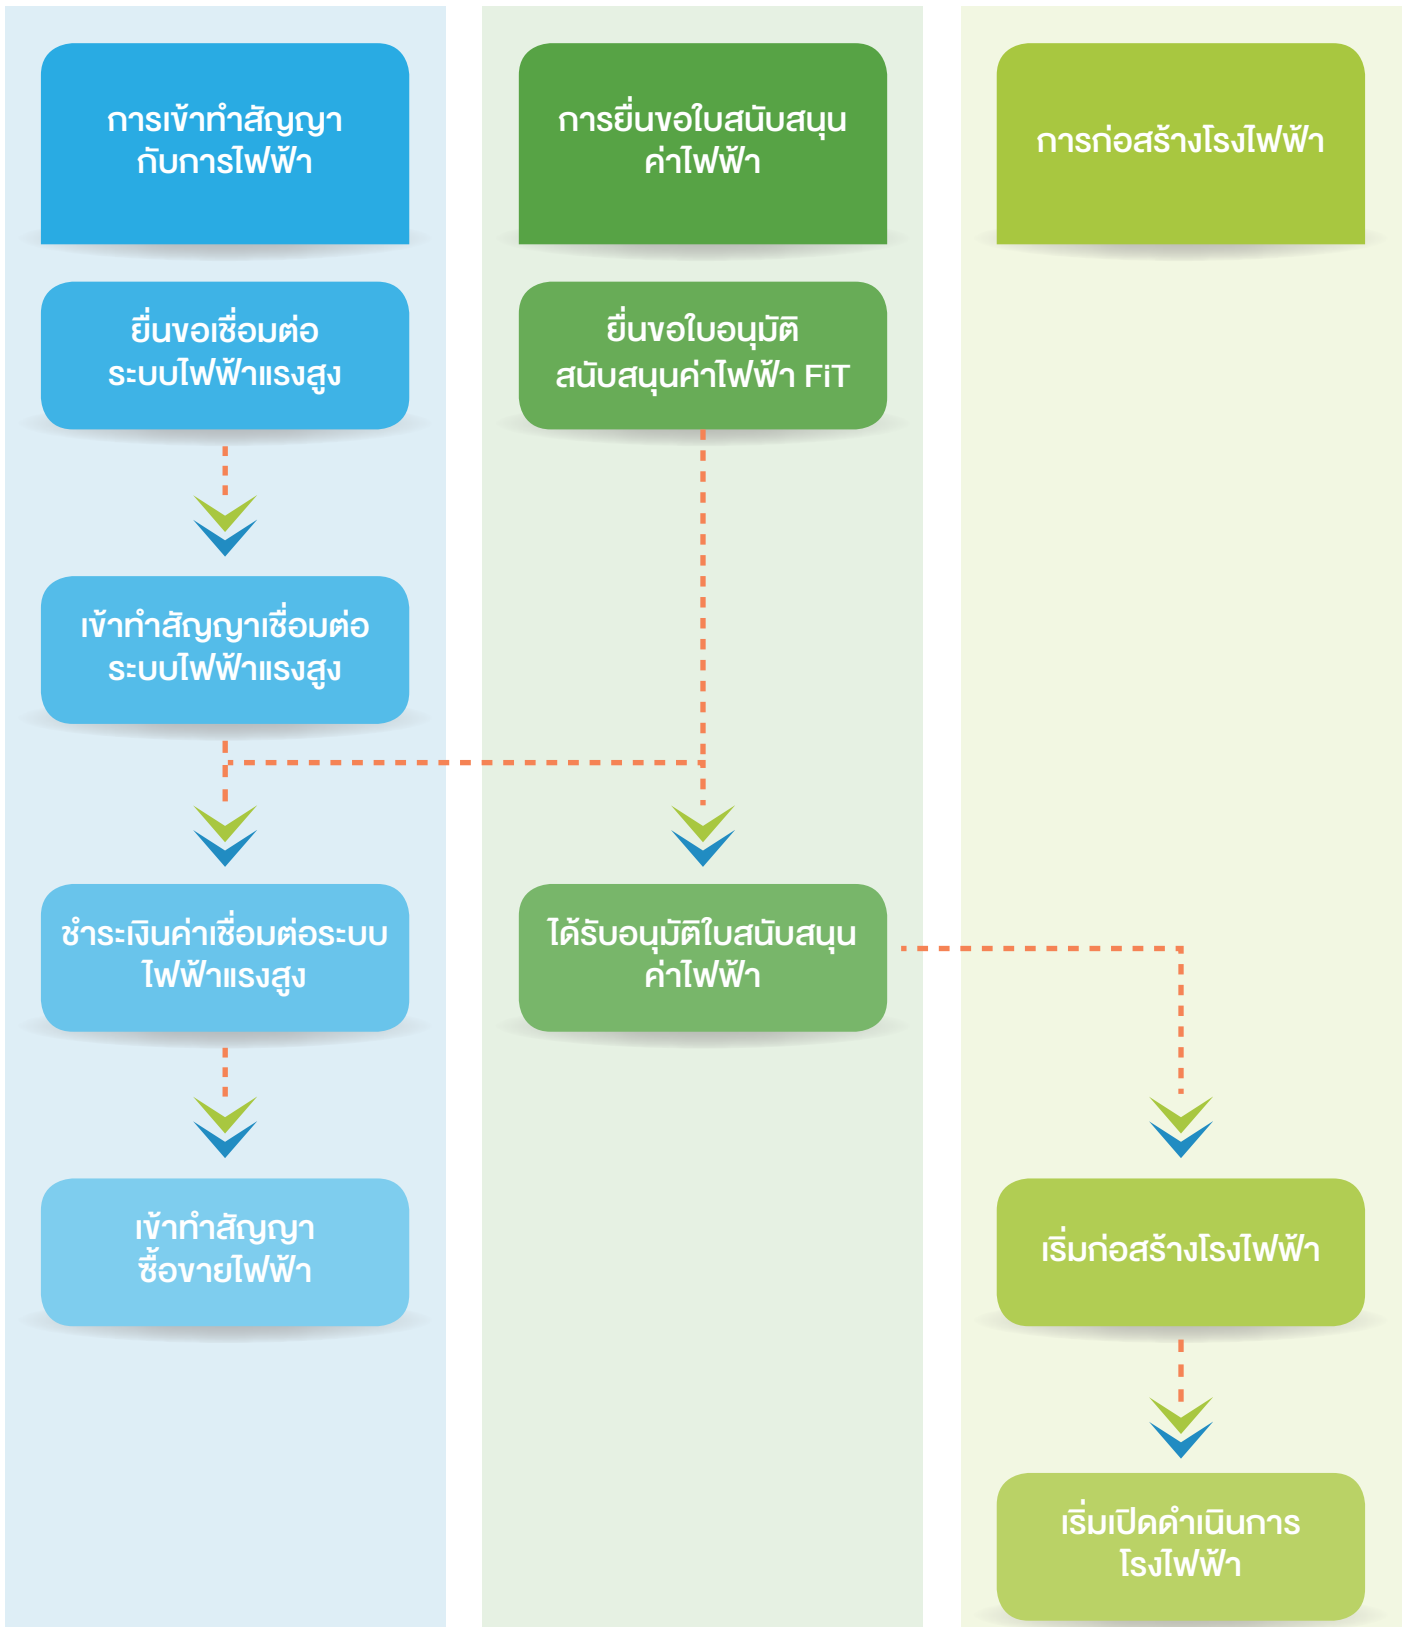 การเข้าทำสัญญา
กับการไฟฟ้า
ยื่นขอเชื่อมต่อ
ระบบไฟฟ้าแรงสูง
เข้าทำสัญญาเชื่อมต่อ
ระบบไฟฟ้าแรงสูง
ชำระเงินค่าเชื่อมต่อระบบ
ไฟฟ้าแรงสูง
เข้าทำสัญญา
ซื้อขายไฟฟ้า
การยื่นขอใบสนับสนุน
ค่าไฟฟ้า
ยื่นขอใบอนุมัติ
สนับสนุนค่าไฟฟ้า FiT
ได้รับอนุมัติใบสนับสนุน
ค่าไฟฟ้า
การก่อสร้างโรงไฟฟ้า
เริ่มก่อสร้างโรงไฟฟ้า
เริ่มเปิดดำเนินการ
โรงไฟฟ้า